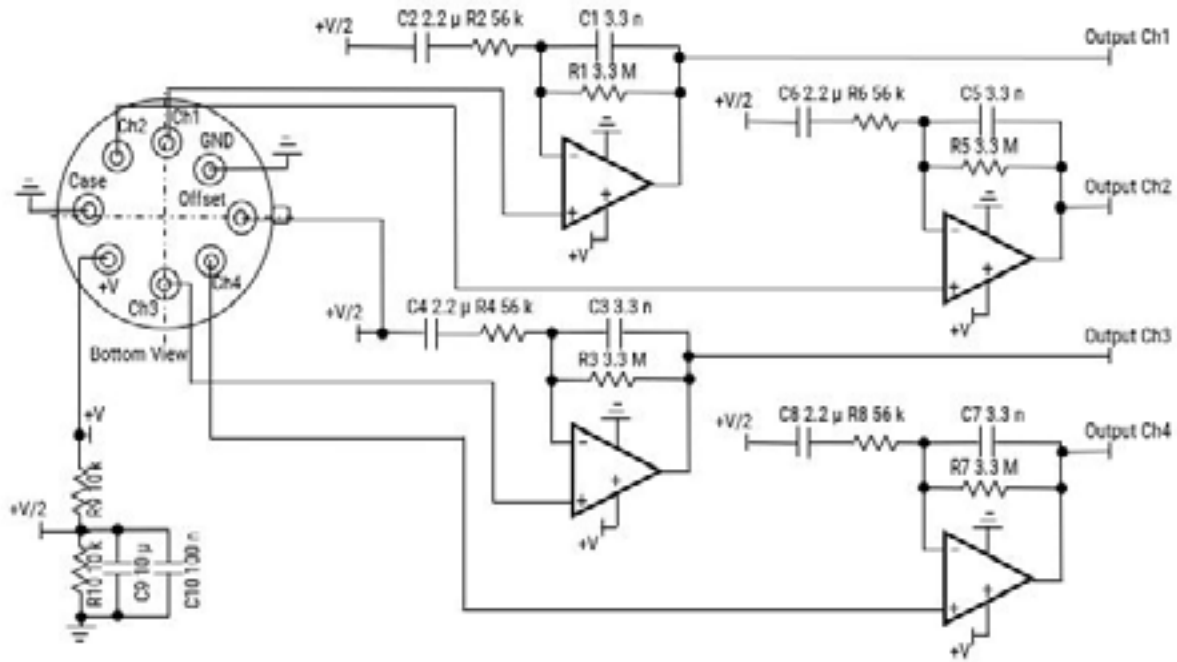 +V/2
C2 2.2 µ R2 56 k
C1 3.3 n
R1 3.3 M
-
+
+
+V
Output Ch1
+V/2
C6 2.2 µ R6 56 k
C5 3.3 n
R5 3.3 M
-
+
+
+V
Output Ch2
Ch2
Ch1
GND
Case
Offset
+V
Ch3
Ch4
Bottom View
+V/2
C4 2.2 µ R4 56 k
C3 3.3 n
R3 3.3 M
-
+
+
+V
Output Ch3
+V/2
C8 2.2 µ R8 56 k
C7 3.3 n
R7 3.3 M
-
+
+
+V
Output Ch4
+V
R9 10 k
+V/2
R10 10 k
C9 10 µ
C10 100 n